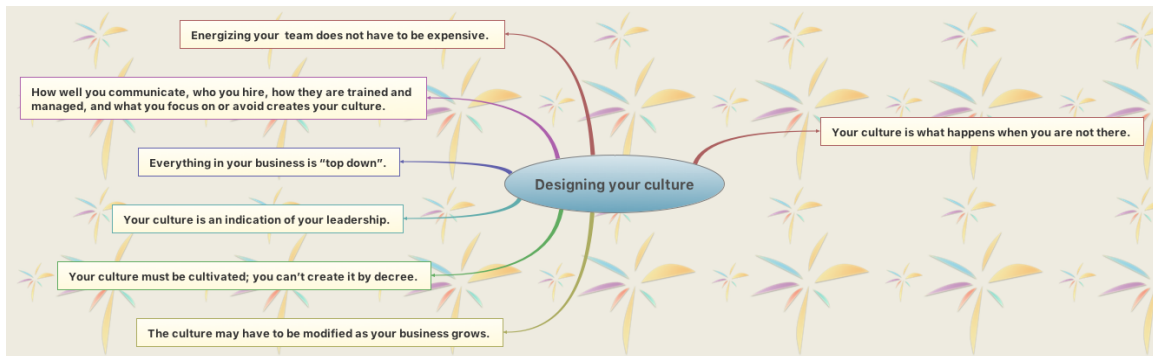 Energizing your  team does not have to be expensive.
How well you communicate, who you hire, how they are trained and
managed, and what you focus on or avoid creates your culture.
Everything in your business is “top down”.
Your culture is an indication of your leadership.
Your culture must be cultivated; you can’t create it by decree.
The culture may have to be modified as your business grows.
Designing your culture
Your culture is what happens when you are not there.